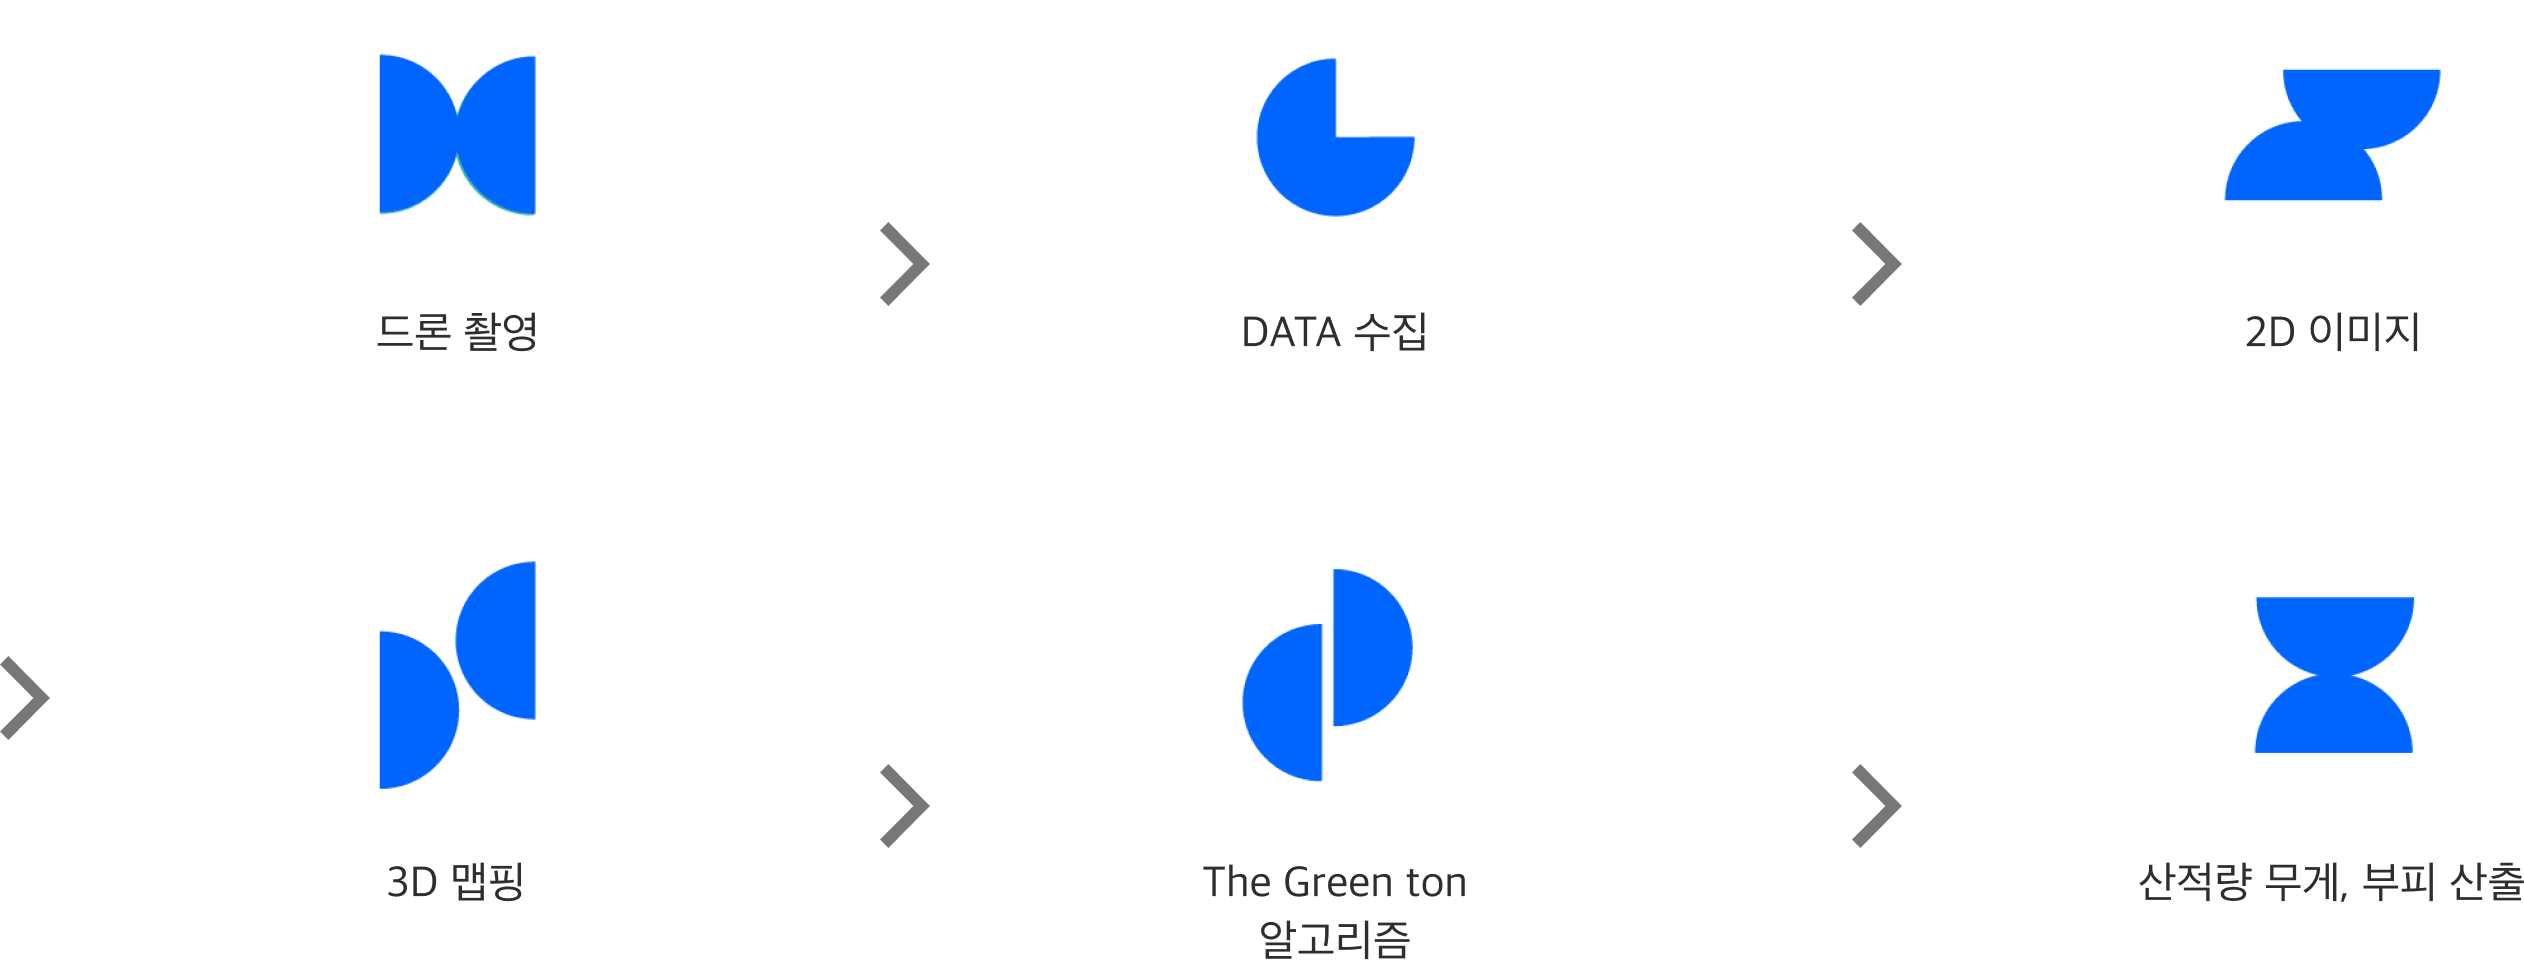 드론 촬영
DATA 수집
2D 이미지
3D 맵핑
The Green ton
알고리즘
산적량 무게, 부피 산출